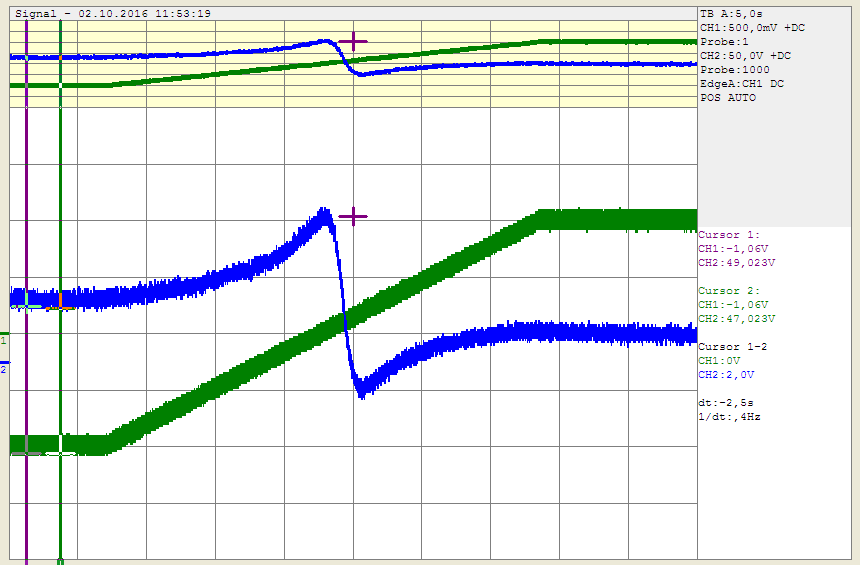 Signal - 02.10.2016 11:53:19
TB A:5,0s
CH1:500,0mV +DC
Probe:1
CH2:50,0V +DC
Probe:1000
EdgeA:CH1 DC
POS AUTO
Cursor 1:
CH1:-1,06V
CH2:49,023V
Cursor 2:
CH1:-1,06V
CH2:47,023V
Cursor 1-2
CH1:0V
CH2:2,0V
dt:-2,5s
1/dt:,4Hz
1
2